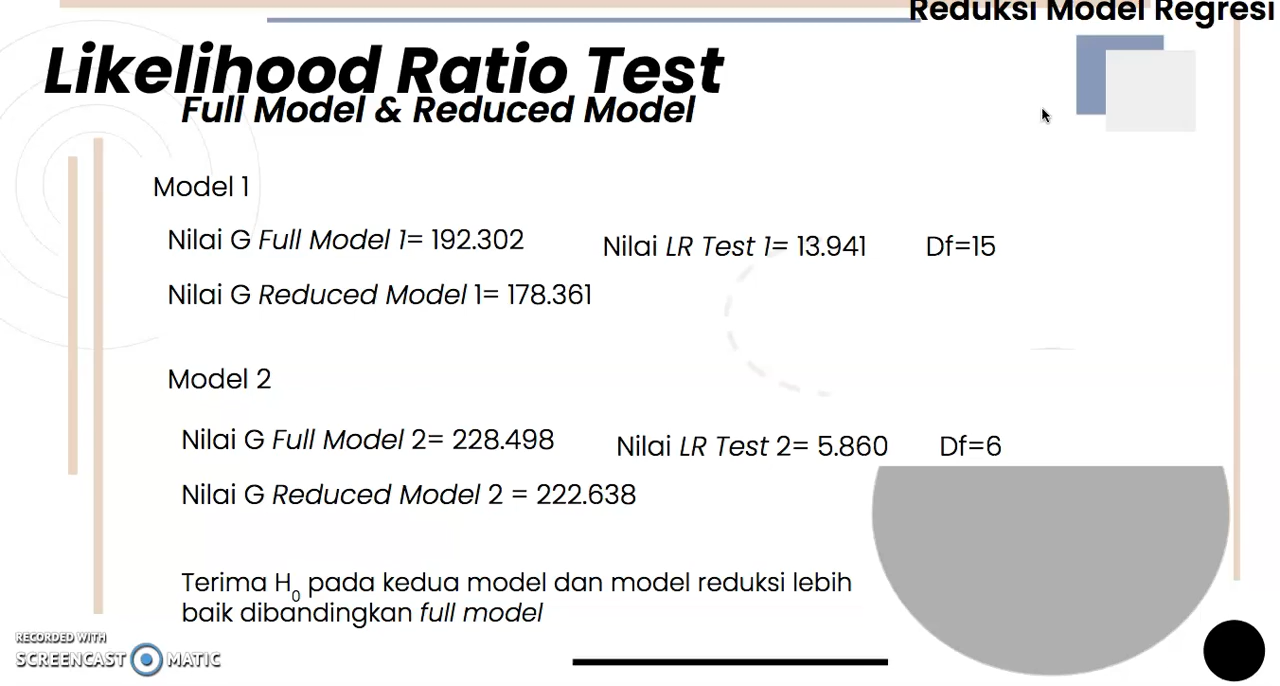 Reduksi Model Regresi
Likelihood Ratio Test
Full Model & Reduced Model
Model 1
Nilai G Full Model 1= 192.302
Nilai LR Test 1= 13.941
Df=15
Nilai G Reduced Model 1= 178.361
Model 2
Nilai G Full Model 2= 228.498
Nilai LR Test 2= 5.860
Df=6
Nilai G Reduced Model 2 = 222.638
Terima H0 pada kedua model dan model reduksi lebih
baik dibandingkan full model
RECORDED WITH
SCREENCAST MATIC